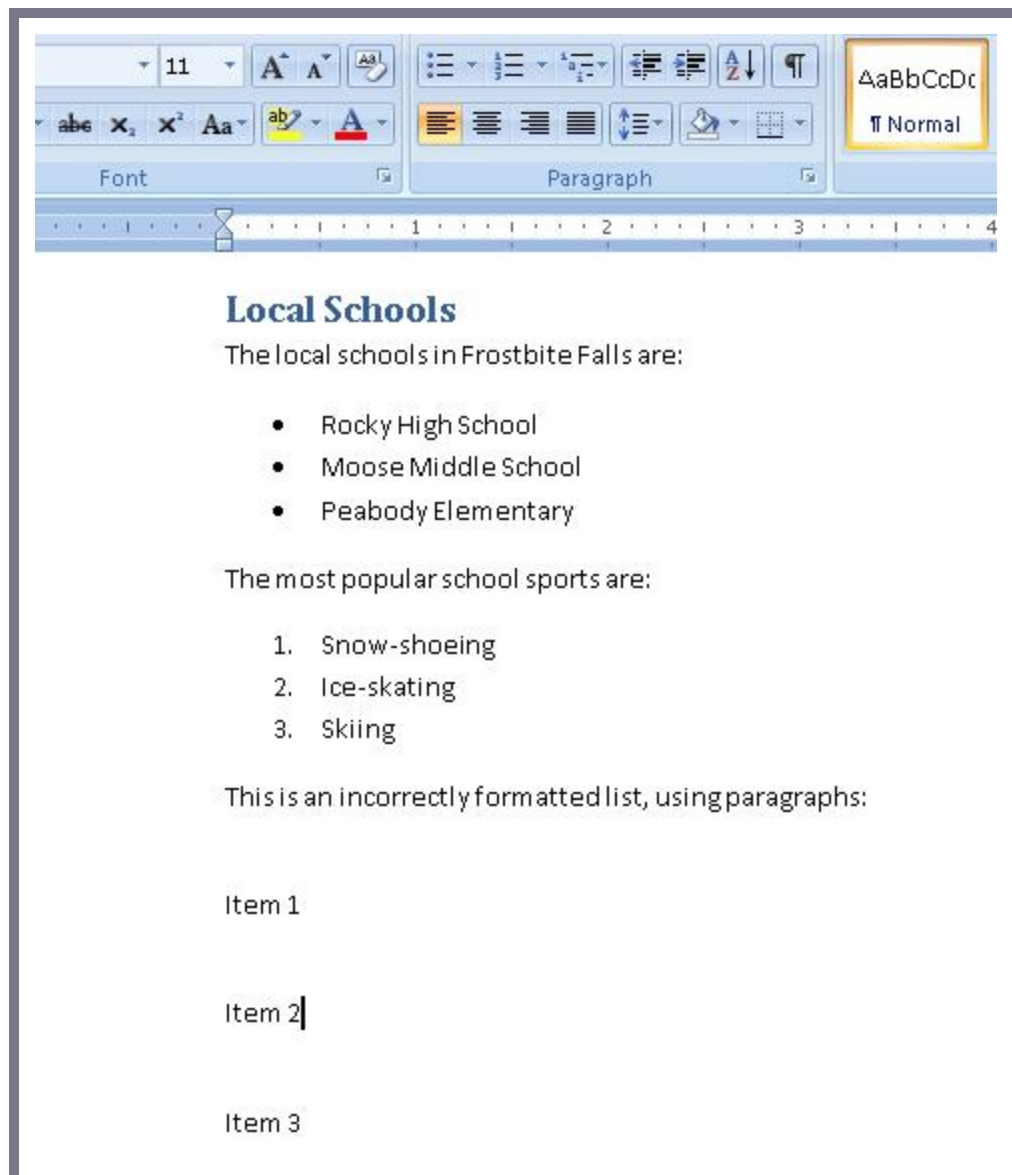 11 A A Aa
abc x₂ x² Aa ab A
A Z ¶
AaBbCcDc
¶ Normal
Font Paragraph
1 2 3 4
Local Schools
The local schools in Frostbite Falls are:
• Rocky High School
• Moose Middle School
• Peabody Elementary
The most popular school sports are:
1. Snow-shoeing
2. Ice-skating
3. Skiing
This is an incorrectly formatted list, using paragraphs:
Item 1
Item 2
Item 3